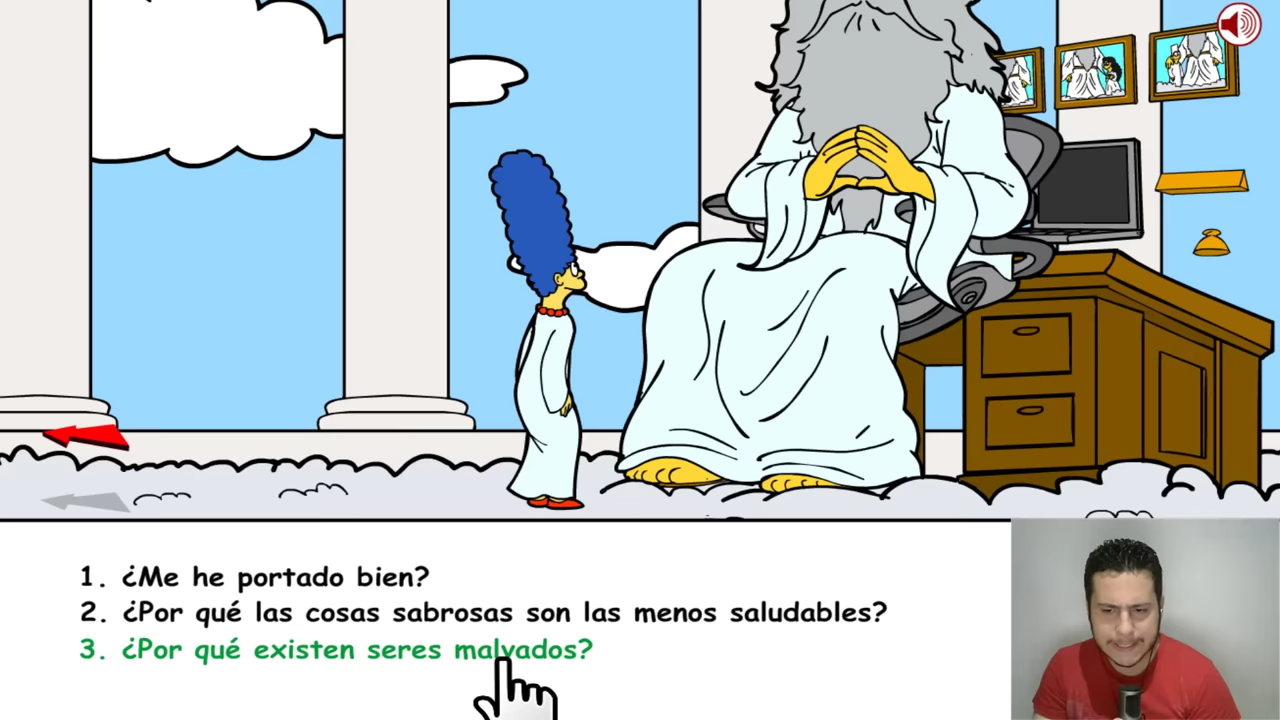 1. ¿Me he portado bien?
2. ¿Por qué las cosas sabrosas son las menos saludables?
3. ¿Por qué existen seres malvados?